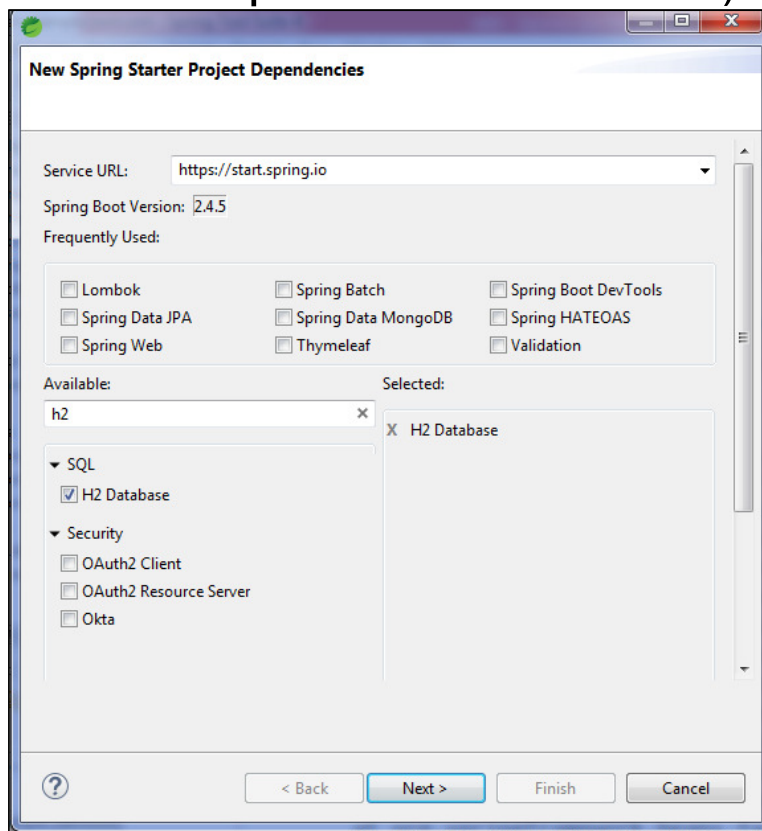 New Spring Starter Project Dependencies
Service URL: https://start.spring.io
Spring Boot Version: 2.4.5
Frequently Used:
Lombok Spring Batch Spring Boot DevTools
Spring Data JPA Spring Data MongoDB Spring HATEOAS
Spring Web Thymeleaf Validation
Available: Selected:
h2
X H2 Database
SQL
H2 Database
Security
OAuth2 Client
OAuth2 Resource Server
Okta
< Back Next > Finish Cancel